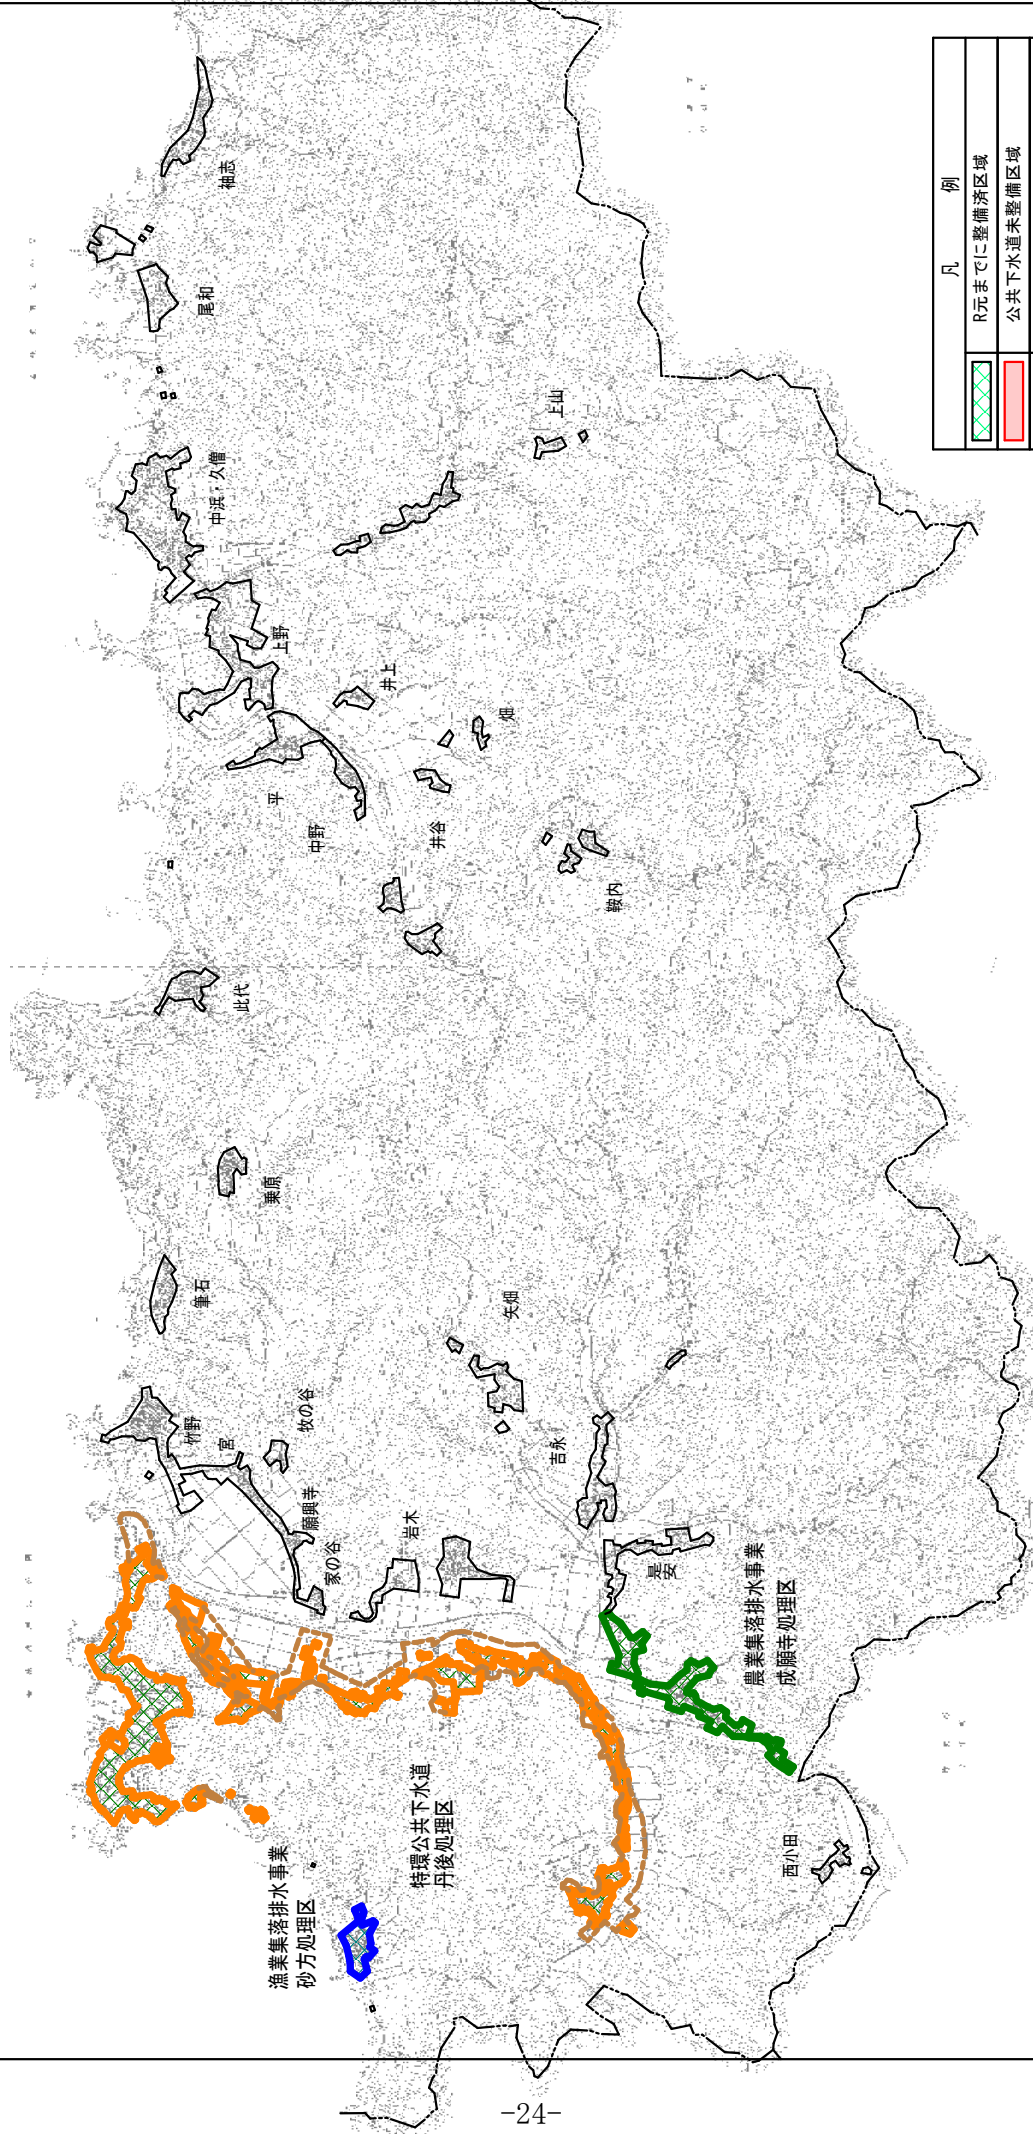 袖志
尾和
中浜・久僧
上野
平
中野
井上
井谷
畑
上山
鞍内
此代
乗原
筆石
竹野
宮
牧の谷
願興寺
家の谷
岩木
矢畑
吉永
是安
農業集落排水事業
成願寺処理区
西小田
特環公共下水道
丹後処理区
漁業集落排水事業
砂方処理区
凡　例
R元までに整備済区域
公共下水道未整備区域
-24-